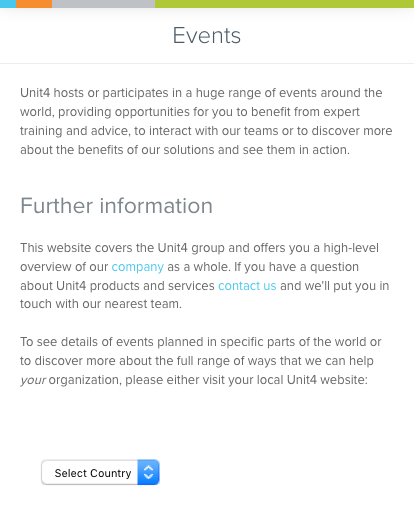 Events
Unit4 hosts or participates in a huge range of events around the
world, providing opportunities for you to benefit from expert
training and advice, to interact with our teams or to discover more
about the benefits of our solutions and see them in action.
Further information
This website covers the Unit4 group and offers you a high-level
overview of our company as a whole. If you have a question
about Unit4 products and services contact us and we'll put you in
touch with our nearest team.
To see details of events planned in specific parts of the world or
to discover more about the full range of ways that we can help
your organization, please either visit your local Unit4 website:
Select Country